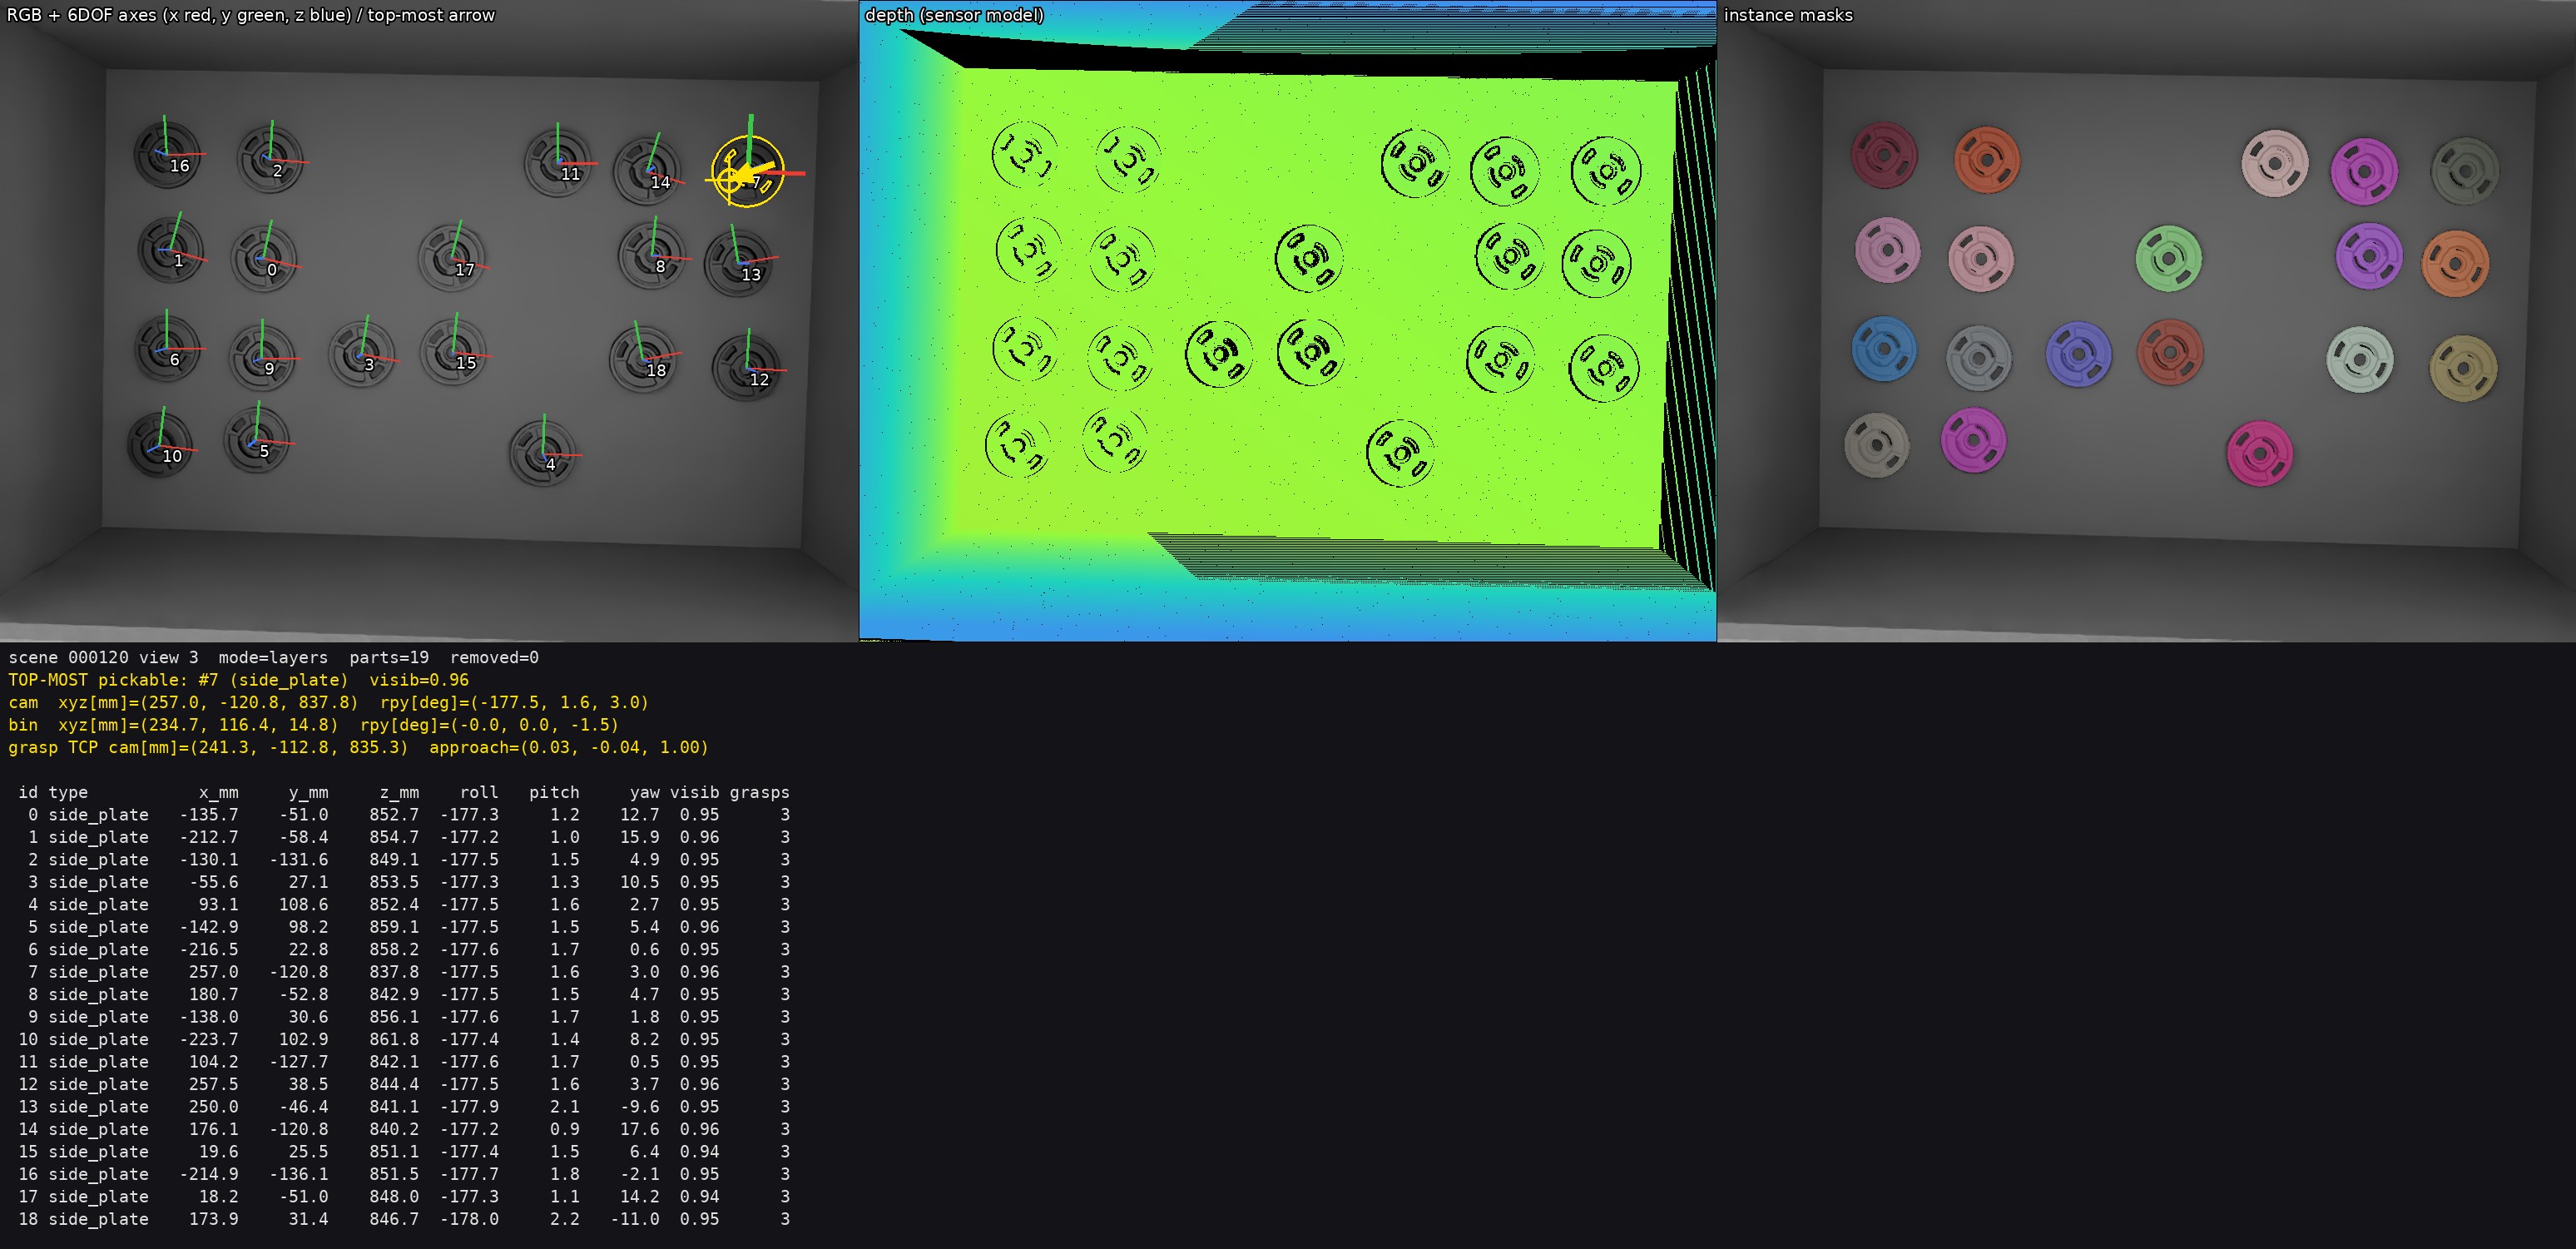 RGB + 6DOF axes (x red, y green, z blue) / top-most arrow
depth (sensor model)
instance masks
16
2
11
14
7
1
0
17
8
13
6
9
3
15
18
12
10
5
4
scene 000120 view 3  mode=layers  parts=19  removed=0
TOP-MOST pickable: #7 (side_plate)  visib=0.96
cam  xyz[mm]=(257.0, -120.8, 837.8)  rpy[deg]=(-177.5, 1.6, 3.0)
bin  xyz[mm]=(234.7, 116.4, 14.8)  rpy[deg]=(-0.0, 0.0, -1.5)
grasp TCP cam[mm]=(241.3, -112.8, 835.3)  approach=(0.03, -0.04, 1.00)
id type x_mm y_mm z_mm roll pitch yaw visib grasps
0 side_plate -135.7 -51.0 852.7 -177.3 1.2 12.7 0.95 3
1 side_plate -212.7 -58.4 854.7 -177.2 1.0 15.9 0.96 3
2 side_plate -130.1 -131.6 849.1 -177.5 1.5 4.9 0.95 3
3 side_plate -55.6 27.1 853.5 -177.3 1.3 10.5 0.95 3
4 side_plate 93.1 108.6 852.4 -177.5 1.6 2.7 0.95 3
5 side_plate -142.9 98.2 859.1 -177.5 1.5 5.4 0.96 3
6 side_plate -216.5 22.8 858.2 -177.6 1.7 0.6 0.95 3
7 side_plate 257.0 -120.8 837.8 -177.5 1.6 3.0 0.96 3
8 side_plate 180.7 -52.8 842.9 -177.5 1.5 4.7 0.95 3
9 side_plate -138.0 30.6 856.1 -177.6 1.7 1.8 0.95 3
10 side_plate -223.7 102.9 861.8 -177.4 1.4 8.2 0.95 3
11 side_plate 104.2 -127.7 842.1 -177.6 1.7 0.5 0.95 3
12 side_plate 257.5 38.5 844.4 -177.5 1.6 3.7 0.96 3
13 side_plate 250.0 -46.4 841.1 -177.9 2.1 -9.6 0.95 3
14 side_plate 176.1 -120.8 840.2 -177.2 0.9 17.6 0.96 3
15 side_plate 19.6 25.5 851.1 -177.4 1.5 6.4 0.94 3
16 side_plate -214.9 -136.1 851.5 -177.7 1.8 -2.1 0.95 3
17 side_plate 18.2 -51.0 848.0 -177.3 1.1 14.2 0.94 3
18 side_plate 173.9 31.4 846.7 -178.0 2.2 -11.0 0.95 3